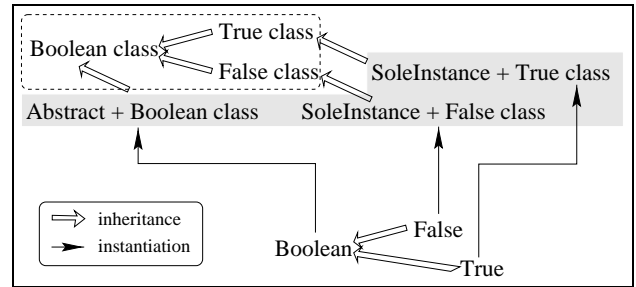 True class
Boolean class
False class
SoleInstance + True class
Abstract + Boolean class
SoleInstance + False class
inheritance
instantiation
False
Boolean
True